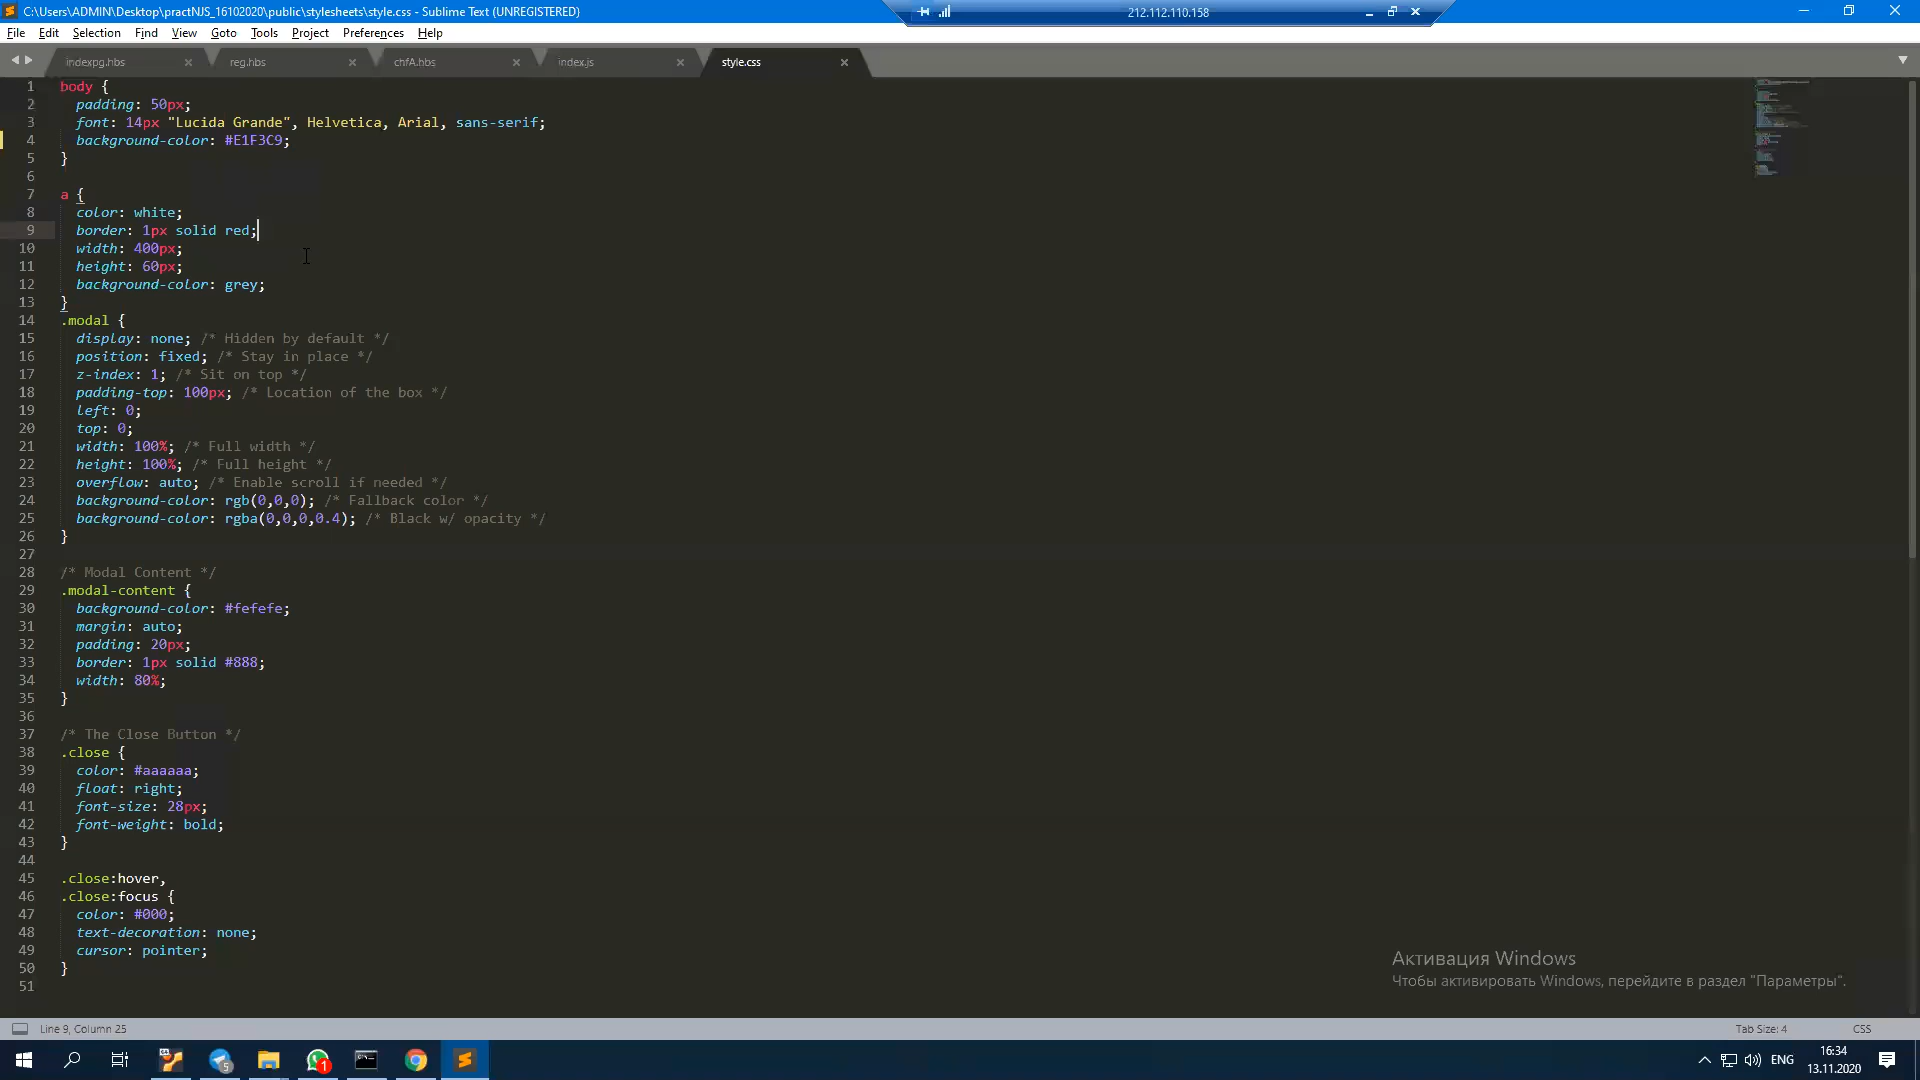 C:\Users\ADMIN\Desktop\practNJS_16102020\public\stylesheets\style.css - Sublime Text (UNREGISTERED)
212.112.110.158
File Edit Selection Find View Goto Tools Project Preferences Help
indexpg.hbs reg.hbs chfA.hbs index.js style.css
1 body {
2 padding: 50px;
3 font: 14px "Lucida Grande", Helvetica, Arial, sans-serif;
4 background-color: #E1F3C9;
5 }
6
7 a {
8 color: white;
9 border: 1px solid red;
10 width: 400px;
11 height: 60px;
12 background-color: grey;
13 }
14 .modal {
15 display: none; /* Hidden by default */
16 position: fixed; /* Stay in place */
17 z-index: 1; /* Sit on top */
18 padding-top: 100px; /* Location of the box */
19 left: 0;
20 top: 0;
21 width: 100%; /* Full width */
22 height: 100%; /* Full height */
23 overflow: auto; /* Enable scroll if needed */
24 background-color: rgb(0,0,0); /* Fallback color */
25 background-color: rgba(0,0,0,0.4); /* Black w/ opacity */
26 }
27
28 /* Modal Content */
29 .modal-content {
30 background-color: #fefefe;
31 margin: auto;
32 padding: 20px;
33 border: 1px solid #888;
34 width: 80%;
35 }
36
37 /* The Close Button */
38 .close {
39 color: #aaaaaa;
40 float: right;
41 font-size: 28px;
42 font-weight: bold;
43 }
44
45 .close:hover,
46 .close:focus {
47 color: #000;
48 text-decoration: none;
49 cursor: pointer;
50 }
51
Активация Windows
Чтобы активировать Windows, перейдите в раздел "Параметры".
Line 9, Column 25 Tab Size: 4 CSS
5 1 ENG 16:34
13.11.2020